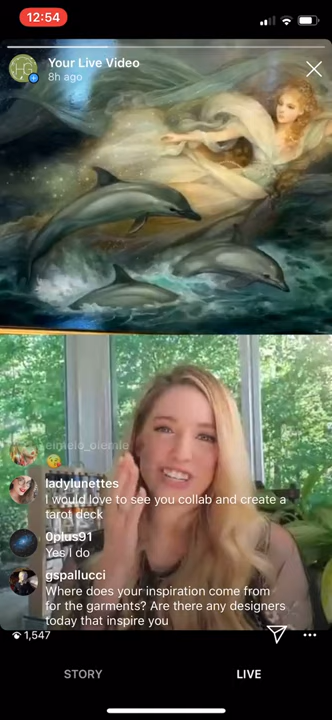 12:54
Your Live Video
8h ago
ladylunettes
I would love to see you collab and create a
tarot deck
0plus91
Yes I do
gspallucci
Where does your inspiration come from
for the garments? Are there any designers
today that inspire you
1,547
STORY
LIVE